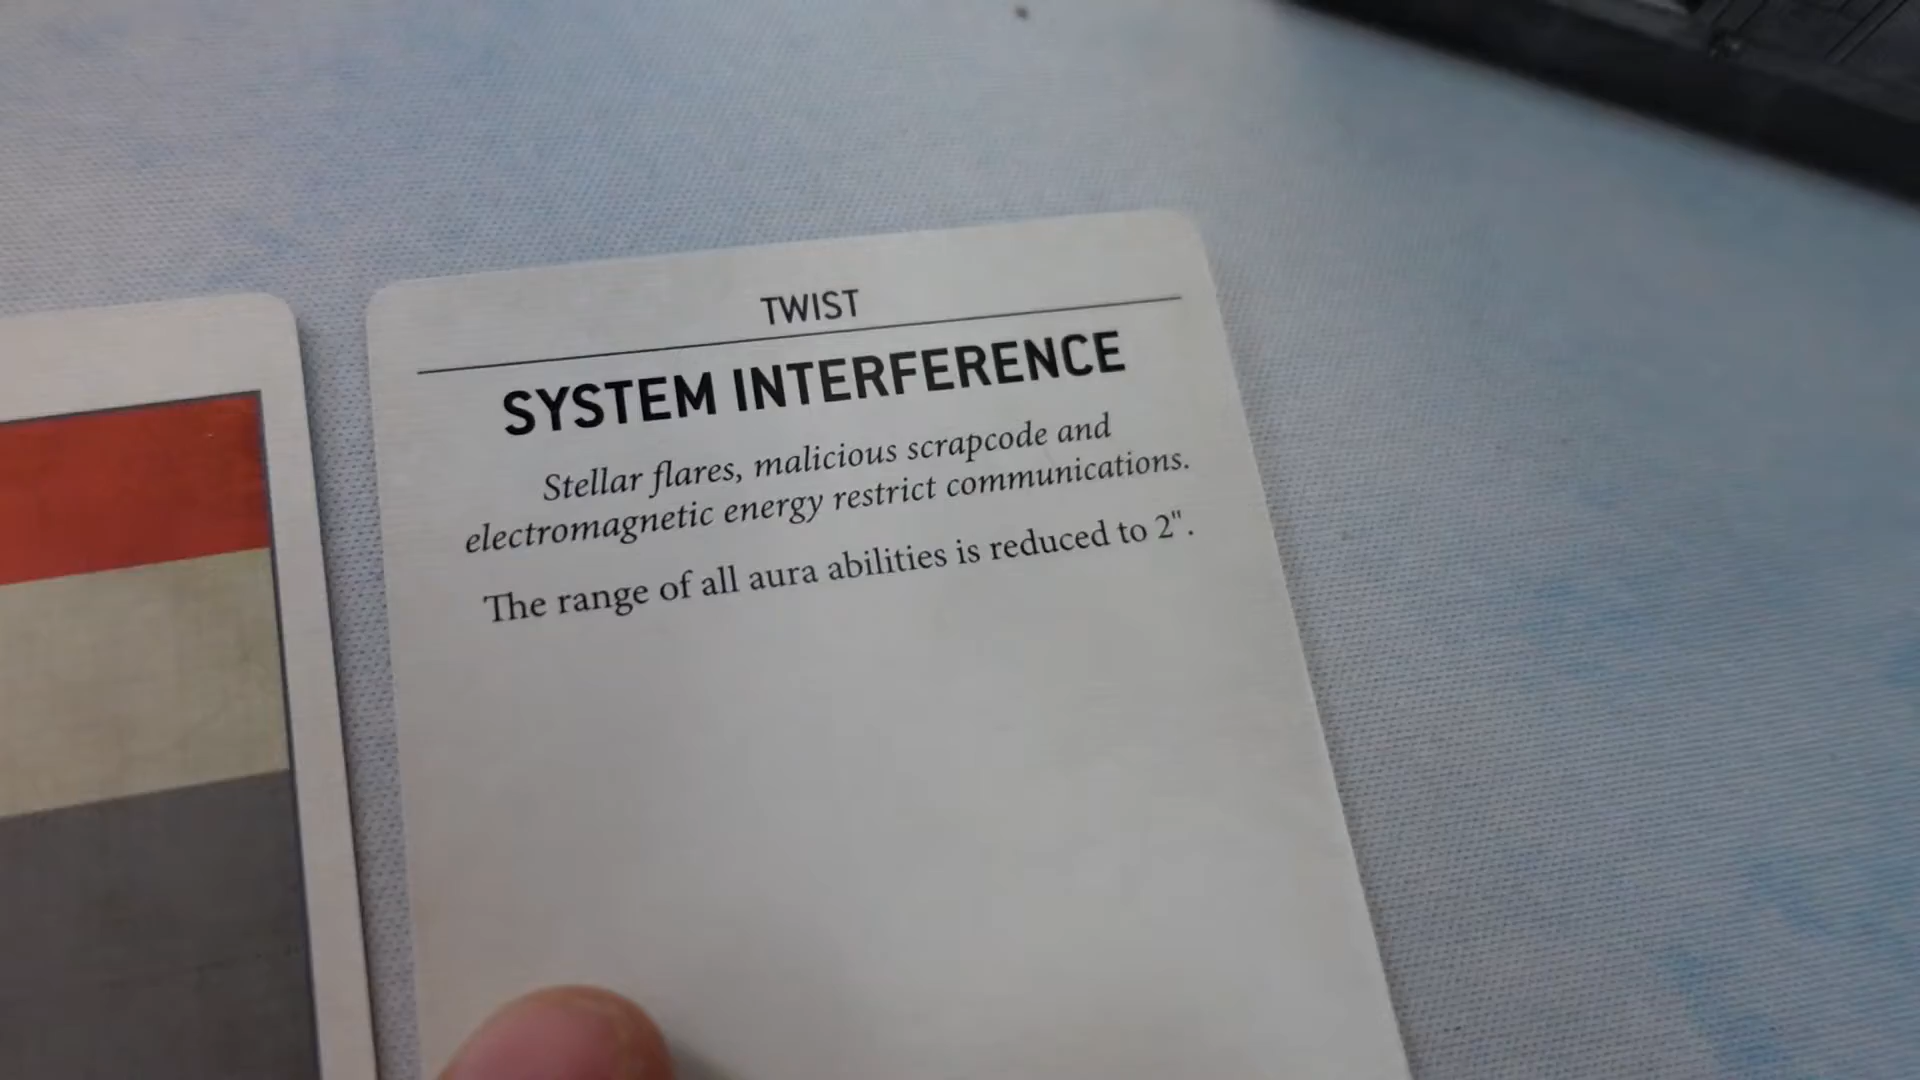 TWIST
SYSTEM INTERFERENCE
Stellar flares, malicious scrapcode and
electromagnetic energy restrict communications.
The range of all aura abilities is reduced to 2".